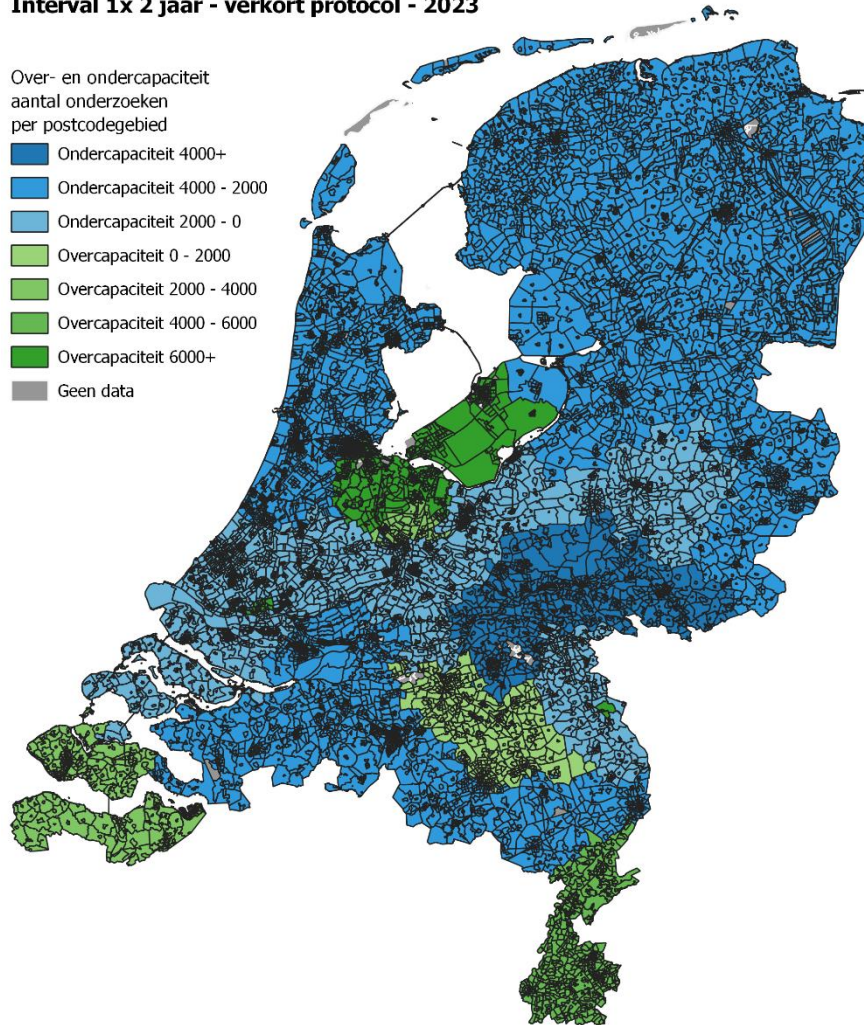 Interval 1x 2 jaar - verkort protocol - 2023
Over- en ondercapaciteit
aantal onderzoeken
per postcodegebied
Ondercapaciteit 4000+
Ondercapaciteit 4000 - 2000
Ondercapaciteit 2000 - 0
Overcapaciteit 0 - 2000
Overcapaciteit 2000 - 4000
Overcapaciteit 4000 - 6000
Overcapaciteit 6000+
Geen data